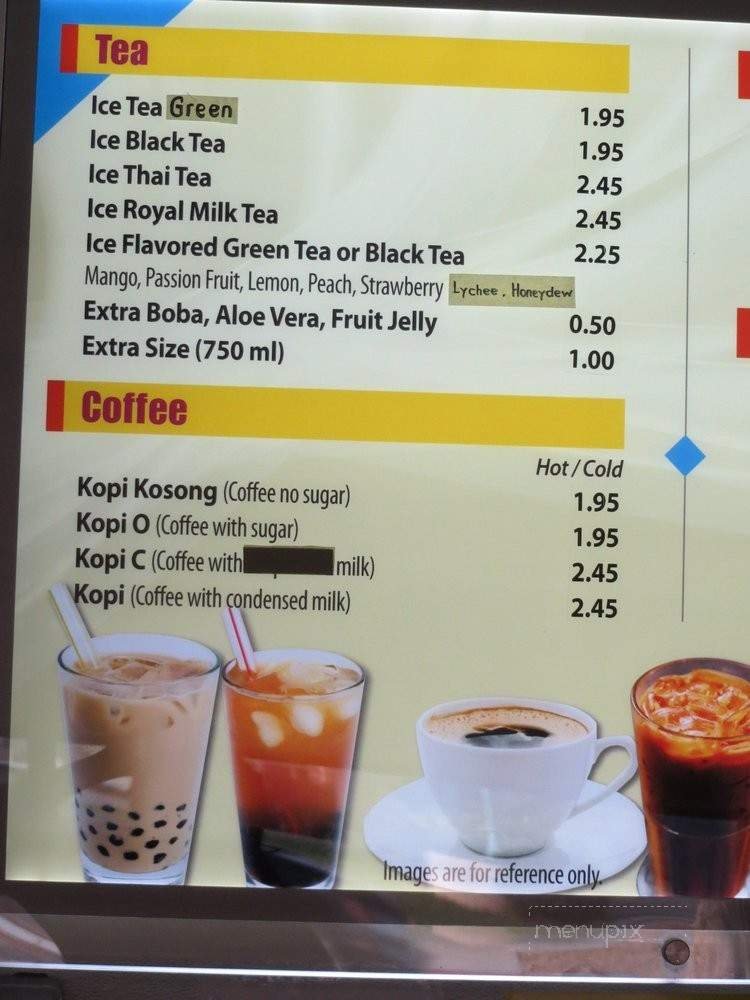 Tea
Ice Tea Green 1.95
Ice Black Tea 1.95
Ice Thai Tea 2.45
Ice Royal Milk Tea 2.45
Ice Flavored Green Tea or Black Tea 2.25
Mango, Passion Fruit, Lemon, Peach, Strawberry Lychee, Honeydew
Extra Boba, Aloe Vera, Fruit Jelly 0.50
Extra Size (750 ml) 1.00
Coffee
Hot / Cold
Kopi Kosong (Coffee no sugar) 1.95
Kopi O (Coffee with sugar) 1.95
Kopi C (Coffee with milk) 2.45
Kopi (Coffee with condensed milk) 2.45
Images are for reference only.
menupix